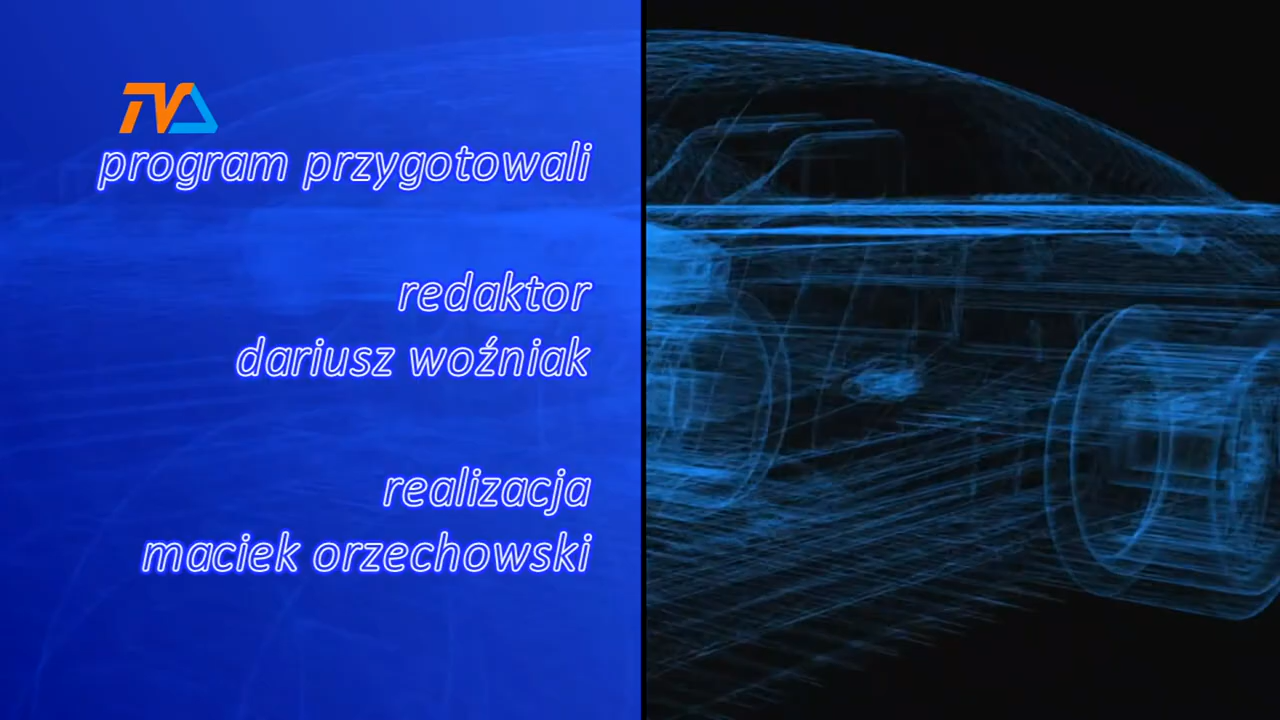 TVA
program przygotowali
redaktor
dariusz woźniak
realizacja
maciek orzechowski